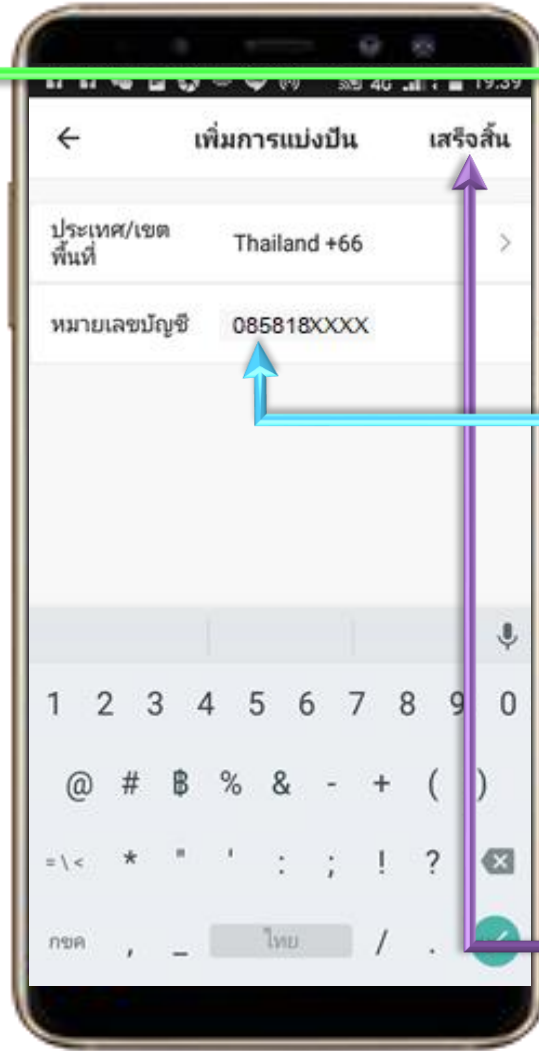 4G 19:39
← เพิ่มการแบ่งปัน เสร็จสิ้น
ประเทศ/เขต
พื้นที่ Thailand +66 >
หมายเลขบัญชี 085818XXXX
1 2 3 4 5 6 7 8 9 0
@ # ฿ % & - + ( )
= \ < * " ' : ; ! ?
กขค , _ ไทย / .